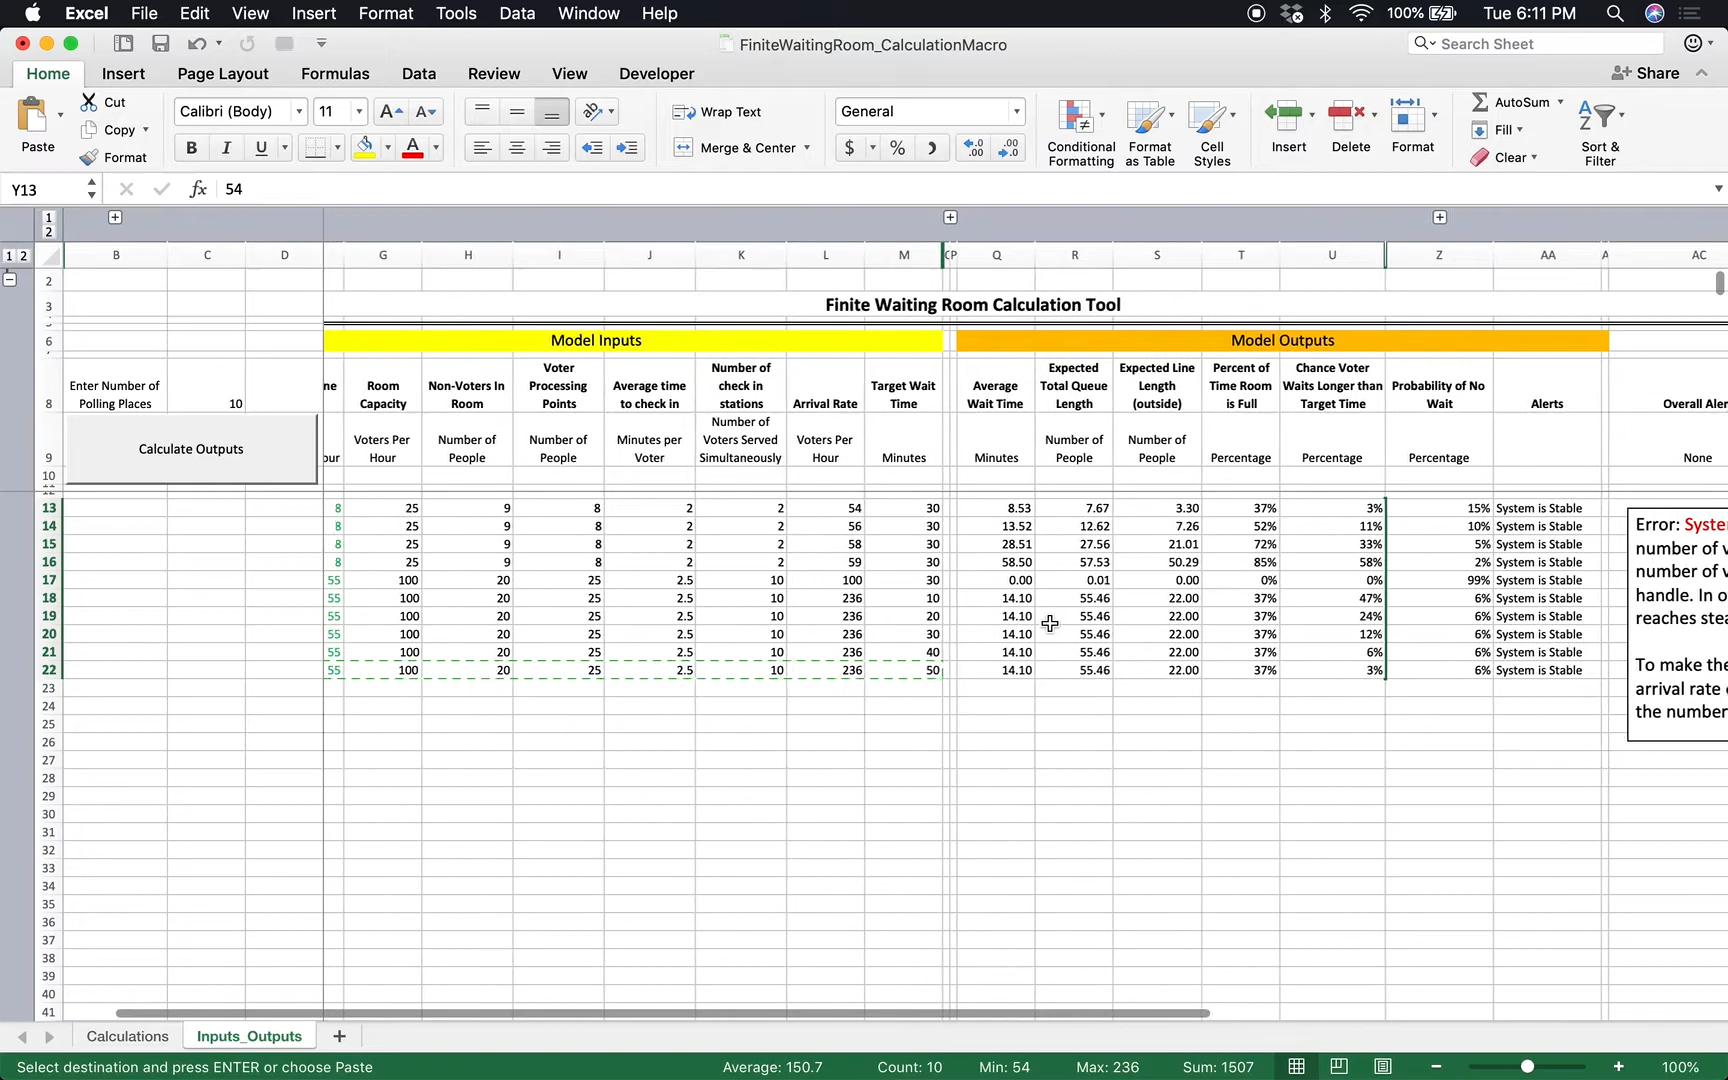 Excel File Edit View Insert Format Tools Data Window Help 100% Tue 6:11 PM
FiniteWaitingRoom_CalculationMacro
Search Sheet
Home Insert Page Layout Formulas Data Review View Developer Share
Paste Cut Copy Format
Calibri (Body) 11 Wrap Text General AutoSum
B I U Merge & Center $ % Fill
Conditional Formatting Format as Table Cell Styles Insert Delete Format Clear Sort & Filter
Y13 fx 54
1
2
1 2 B C D G H I J K L M Q R S T U Z AA AC
2
3 Finite Waiting Room Calculation Tool
6 Model Inputs Model Outputs
8 Enter Number of Polling Places 10 ne Room Capacity Non-Voters In Room Voter Processing Points Average time to check in Number of check in stations Arrival Rate Target Wait Time Average Wait Time Expected Total Queue Length Expected Line Length (outside) Percent of Time Room is Full Chance Voter Waits Longer than Target Time Probability of No Wait Alerts Overall Aler
9 Calculate Outputs our Voters Per Hour Number of People Number of People Minutes per Voter Number of Voters Served Simultaneously Voters Per Hour Minutes Minutes Number of People Number of People Percentage Percentage Percentage None
10
13 8 25 9 8 2 2 54 30 8.53 7.67 3.30 37% 3% 15% System is Stable
14 8 25 9 8 2 2 56 30 13.52 12.62 7.26 52% 11% 10% System is Stable
15 8 25 9 8 2 2 58 30 28.51 27.56 21.01 72% 33% 5% System is Stable
16 8 25 9 8 2 2 59 30 58.50 57.53 50.29 85% 58% 2% System is Stable
17 55 100 20 25 2.5 10 100 30 0.00 0.01 0.00 0% 0% 99% System is Stable
18 55 100 20 25 2.5 10 236 10 14.10 55.46 22.00 37% 47% 6% System is Stable
19 55 100 20 25 2.5 10 236 20 14.10 55.46 22.00 37% 24% 6% System is Stable
20 55 100 20 25 2.5 10 236 30 14.10 55.46 22.00 37% 12% 6% System is Stable
21 55 100 20 25 2.5 10 236 40 14.10 55.46 22.00 37% 6% 6% System is Stable
22 55 100 20 25 2.5 10 236 50 14.10 55.46 22.00 37% 3% 6% System is Stable
Error: Syste
number of v
number of v
handle. In o
reaches stea
To make the
arrival rate
the number
23
24
25
26
27
28
29
30
31
32
33
34
35
36
37
38
39
40
41
Calculations Inputs_Outputs
Select destination and press ENTER or choose Paste Average: 150.7 Count: 10 Min: 54 Max: 236 Sum: 1507 100%